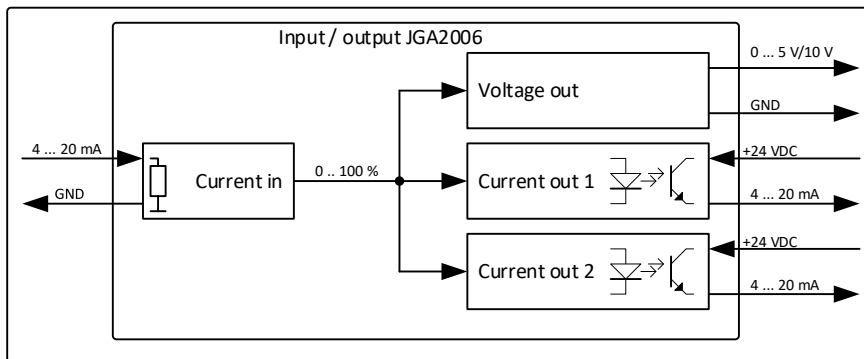 Input / output JGA2006
0 ... 5 V/10 V
Voltage out
GND
4 ... 20 mA
Current in
0 .. 100 %
GND
+24 VDC
Current out 1
4 ... 20 mA
+24 VDC
Current out 2
4 ... 20 mA